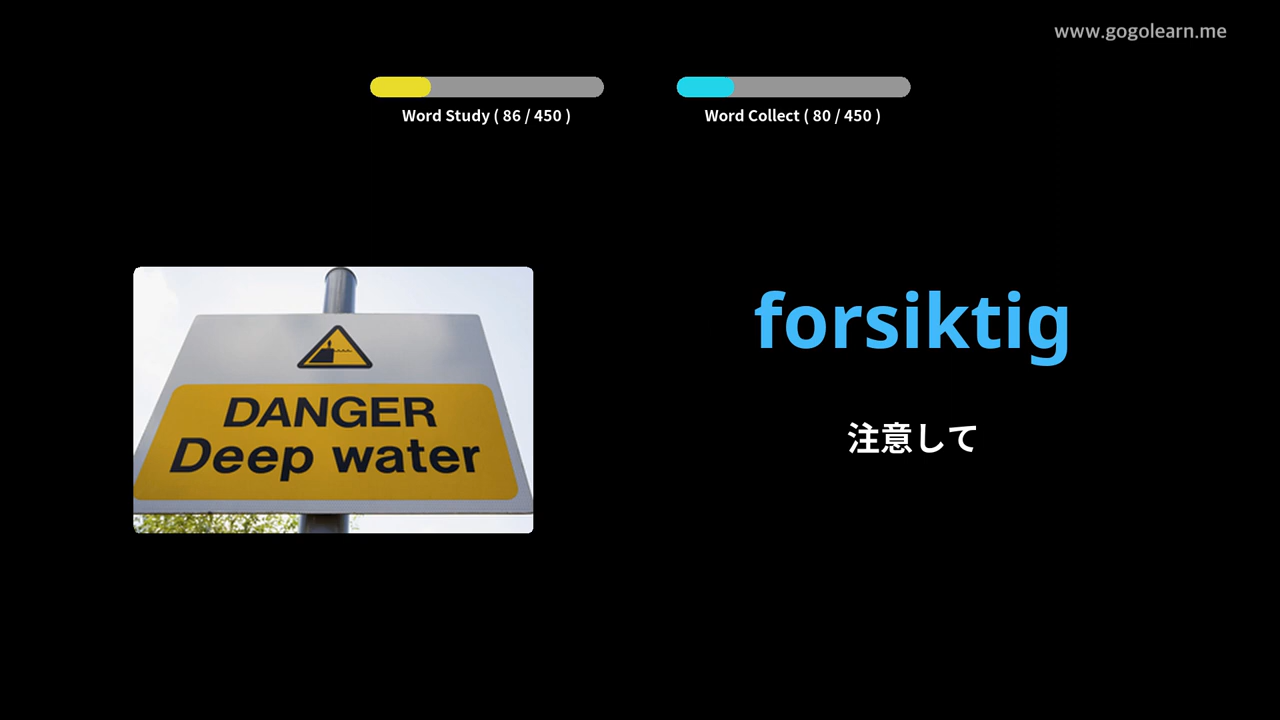 www.gogolearn.me
Word Study ( 86 / 450 )
Word Collect ( 80 / 450 )
DANGER
Deep water
forsiktig
注意して